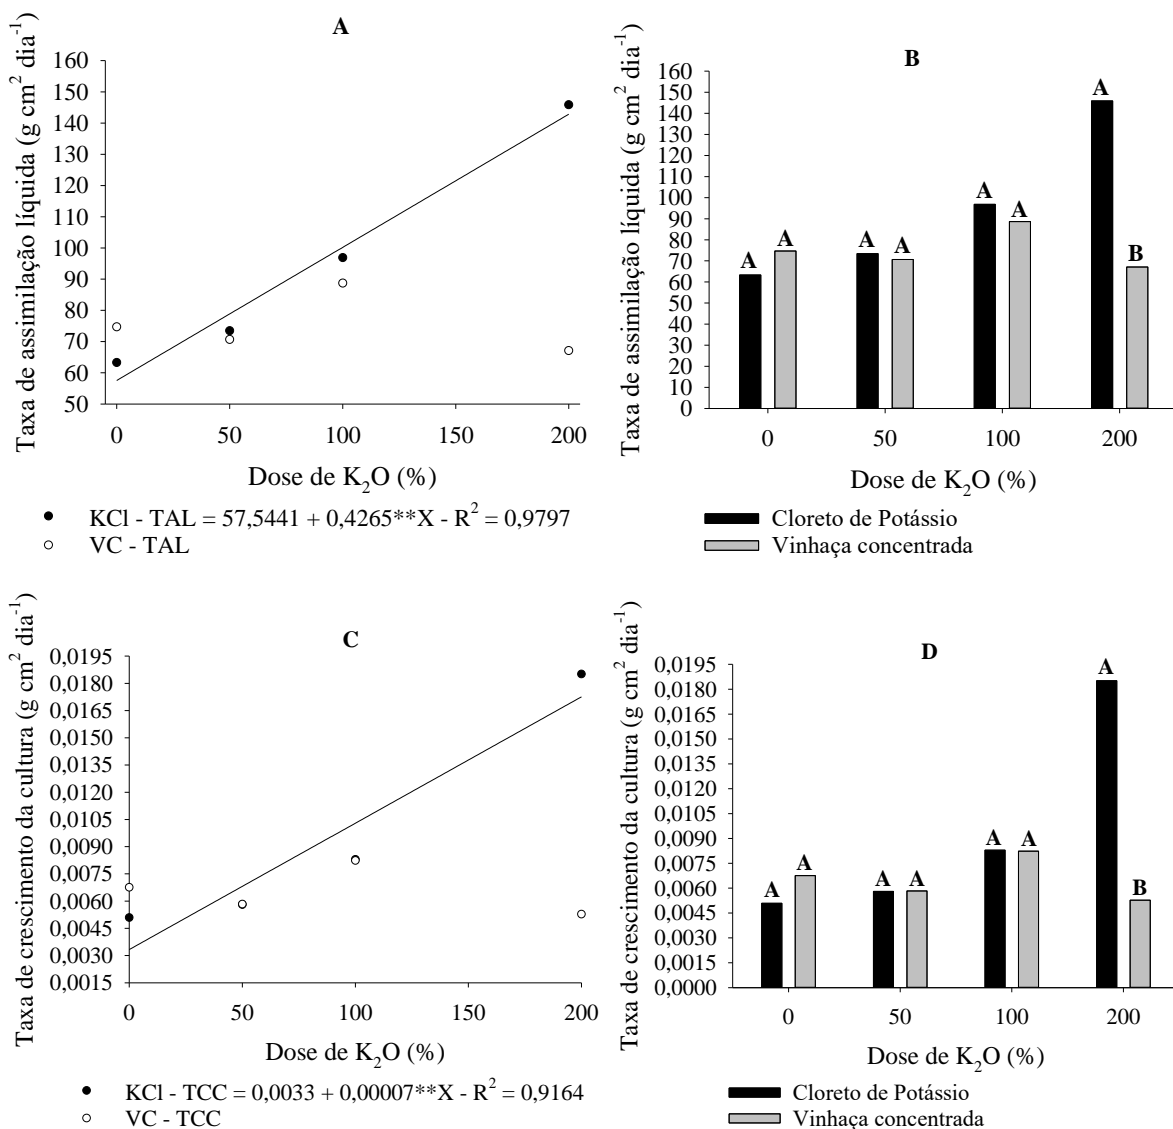 A
Taxa de assimilação líquida (g cm² dia⁻¹)
160
150
140
130
120
110
100
90
80
70
60
50
0 50 100 150 200
Dose de K₂O (%)
● KCl - TAL = 57,5441 + 0,4265**X - R² = 0,9797
○ VC - TAL
B
Taxa de assimilação líquida (g cm² dia⁻¹)
160
150
140
130
120
110
100
90
80
70
60
50
40
30
20
10
0
A A A A A A A B
0 50 100 200
Dose de K₂O (%)
Cloreto de Potássio
Vinhaça concentrada
C
Taxa de crescimento da cultura (g cm² dia⁻¹)
0,0195
0,0180
0,0165
0,0150
0,0135
0,0120
0,0105
0,0090
0,0075
0,0060
0,0045
0,0030
0,0015
0 50 100 200
Dose de K₂O (%)
● KCl - TCC = 0,0033 + 0,00007**X - R² = 0,9164
○ VC - TCC
D
Taxa de crescimento da cultura (g cm² dia⁻¹)
0,0195
0,0180
0,0165
0,0150
0,0135
0,0120
0,0105
0,0090
0,0075
0,0060
0,0045
0,0030
0,0015
0,0000
A A A A A A A B
0 50 100 200
Dose de K₂O (%)
Cloreto de Potássio
Vinhaça concentrada